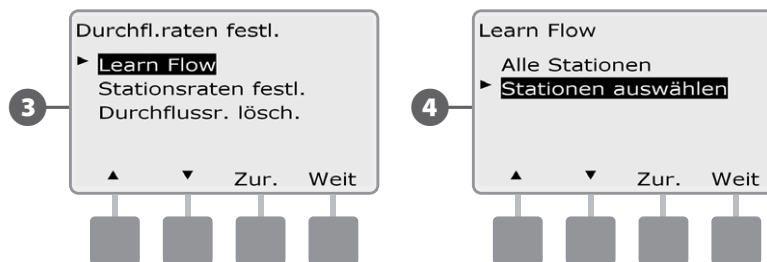 Durchfl.raten festl.
► Learn Flow
Stationsraten festl.
Durchflussr. lösch.
▲ ▼ Zur. Weit
3
Learn Flow
Alle Stationen
► Stationen auswählen
▲ ▼ Zur. Weit
4